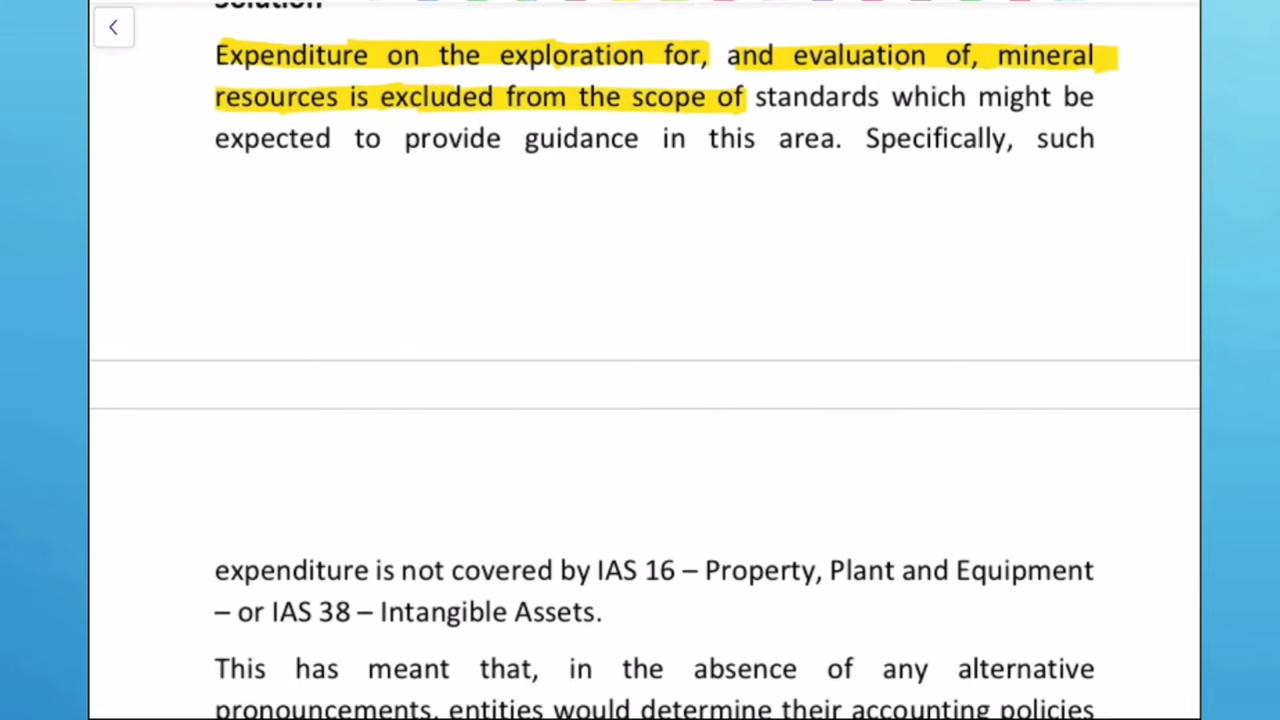 Solution
Expenditure on the exploration for, and evaluation of, mineral
resources is excluded from the scope of standards which might be
expected to provide guidance in this area. Specifically, such
expenditure is not covered by IAS 16 – Property, Plant and Equipment
– or IAS 38 – Intangible Assets.
This has meant that, in the absence of any alternative
pronouncements, entities would determine their accounting policies